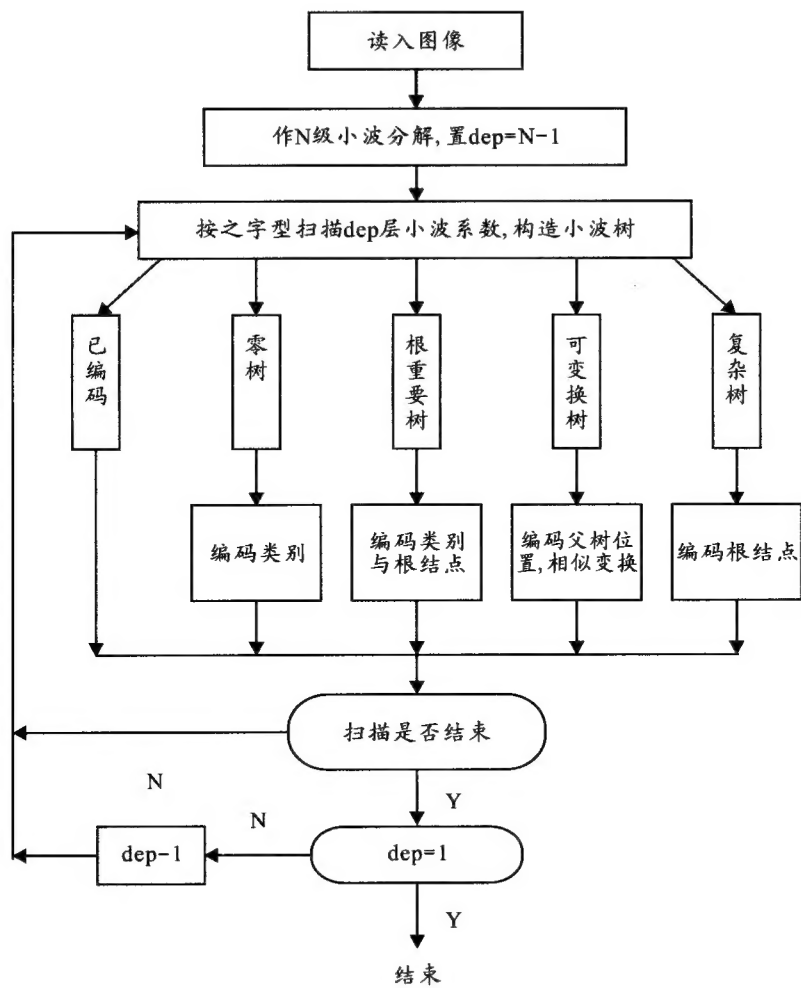 读入图像
作N级小波分解,置dep=N-1
按之字型扫描dep层小波系数,构造小波树
已编码
零树
根重要树
可变换树
复杂树
编码类别
编码类别
与根结点
编码父树位
置,相似变换
编码根结点
扫描是否结束
N
Y
N
dep-1
dep=1
Y
结束